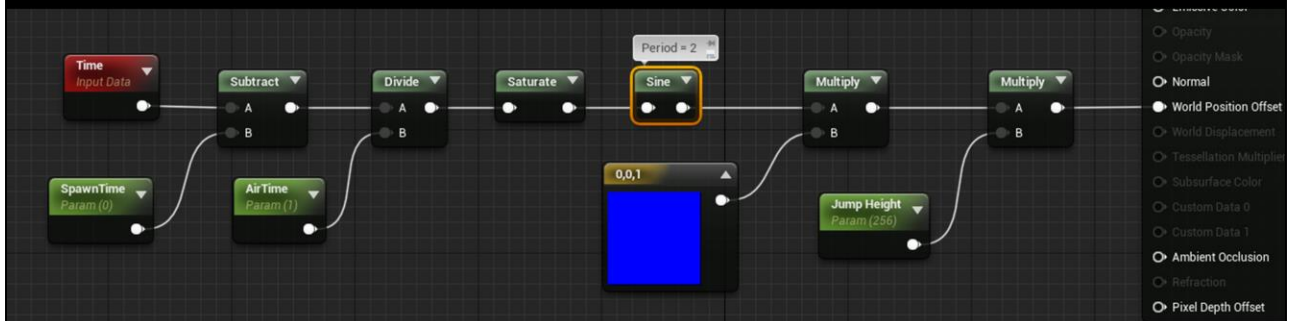 Time
Input Data
Subtract
A
B
SpawnTime
Param (0)
Divide
A
B
AirTime
Param (1)
Saturate
Period = 2
Sine
0,0,1
Multiply
A
B
Jump Height
Param (256)
Multiply
A
B
Emissive Color
Opacity
Opacity Mask
Normal
World Position Offset
World Displacement
Tessellation Multiplier
Subsurface Color
Custom Data 0
Custom Data 1
Ambient Occlusion
Refraction
Pixel Depth Offset